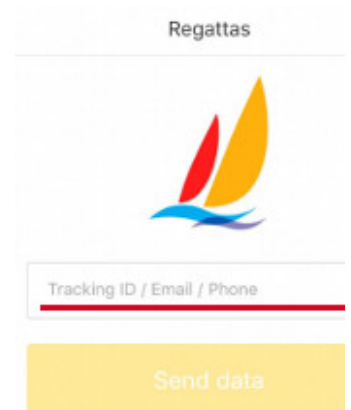 Regattas
Tracking ID / Email / Phone
Send data